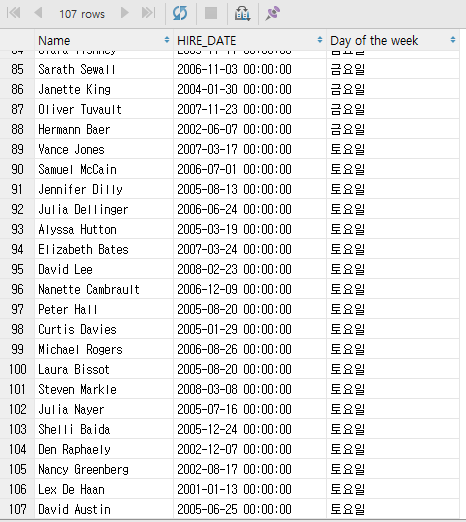 107 rows
Name HIRE_DATE Day of the week
85 Sarath Sewall 2006-11-03 00:00:00 금요일
86 Janette King 2004-01-30 00:00:00 금요일
87 Oliver Tuvault 2007-11-23 00:00:00 금요일
88 Hermann Baer 2002-06-07 00:00:00 금요일
89 Vance Jones 2007-03-17 00:00:00 토요일
90 Samuel McCain 2006-07-01 00:00:00 토요일
91 Jennifer Dilly 2005-08-13 00:00:00 토요일
92 Julia Dellinger 2006-06-24 00:00:00 토요일
93 Alyssa Hutton 2005-03-19 00:00:00 토요일
94 Elizabeth Bates 2007-03-24 00:00:00 토요일
95 David Lee 2008-02-23 00:00:00 토요일
96 Nanette Cambrault 2006-12-09 00:00:00 토요일
97 Peter Hall 2005-08-20 00:00:00 토요일
98 Curtis Davies 2005-01-29 00:00:00 토요일
99 Michael Rogers 2006-08-26 00:00:00 토요일
100 Laura Bissot 2005-08-20 00:00:00 토요일
101 Steven Markle 2008-03-08 00:00:00 토요일
102 Julia Nayer 2005-07-16 00:00:00 토요일
103 Shelli Baida 2005-12-24 00:00:00 토요일
104 Den Raphaely 2002-12-07 00:00:00 토요일
105 Nancy Greenberg 2002-08-17 00:00:00 토요일
106 Lex De Haan 2001-01-13 00:00:00 토요일
107 David Austin 2005-06-25 00:00:00 토요일